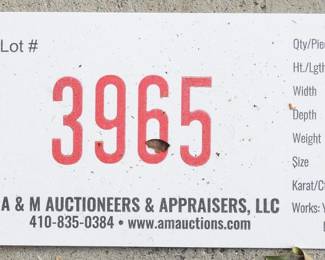 Lot #
3965
A & M AUCTIONEERS & APPRAISERS, LLC
410-835-0384 • www.amauctions.com
Qty/Pie
Ht./Lgth
Width
Depth
Weight
Size
Karat/C
Works: Y